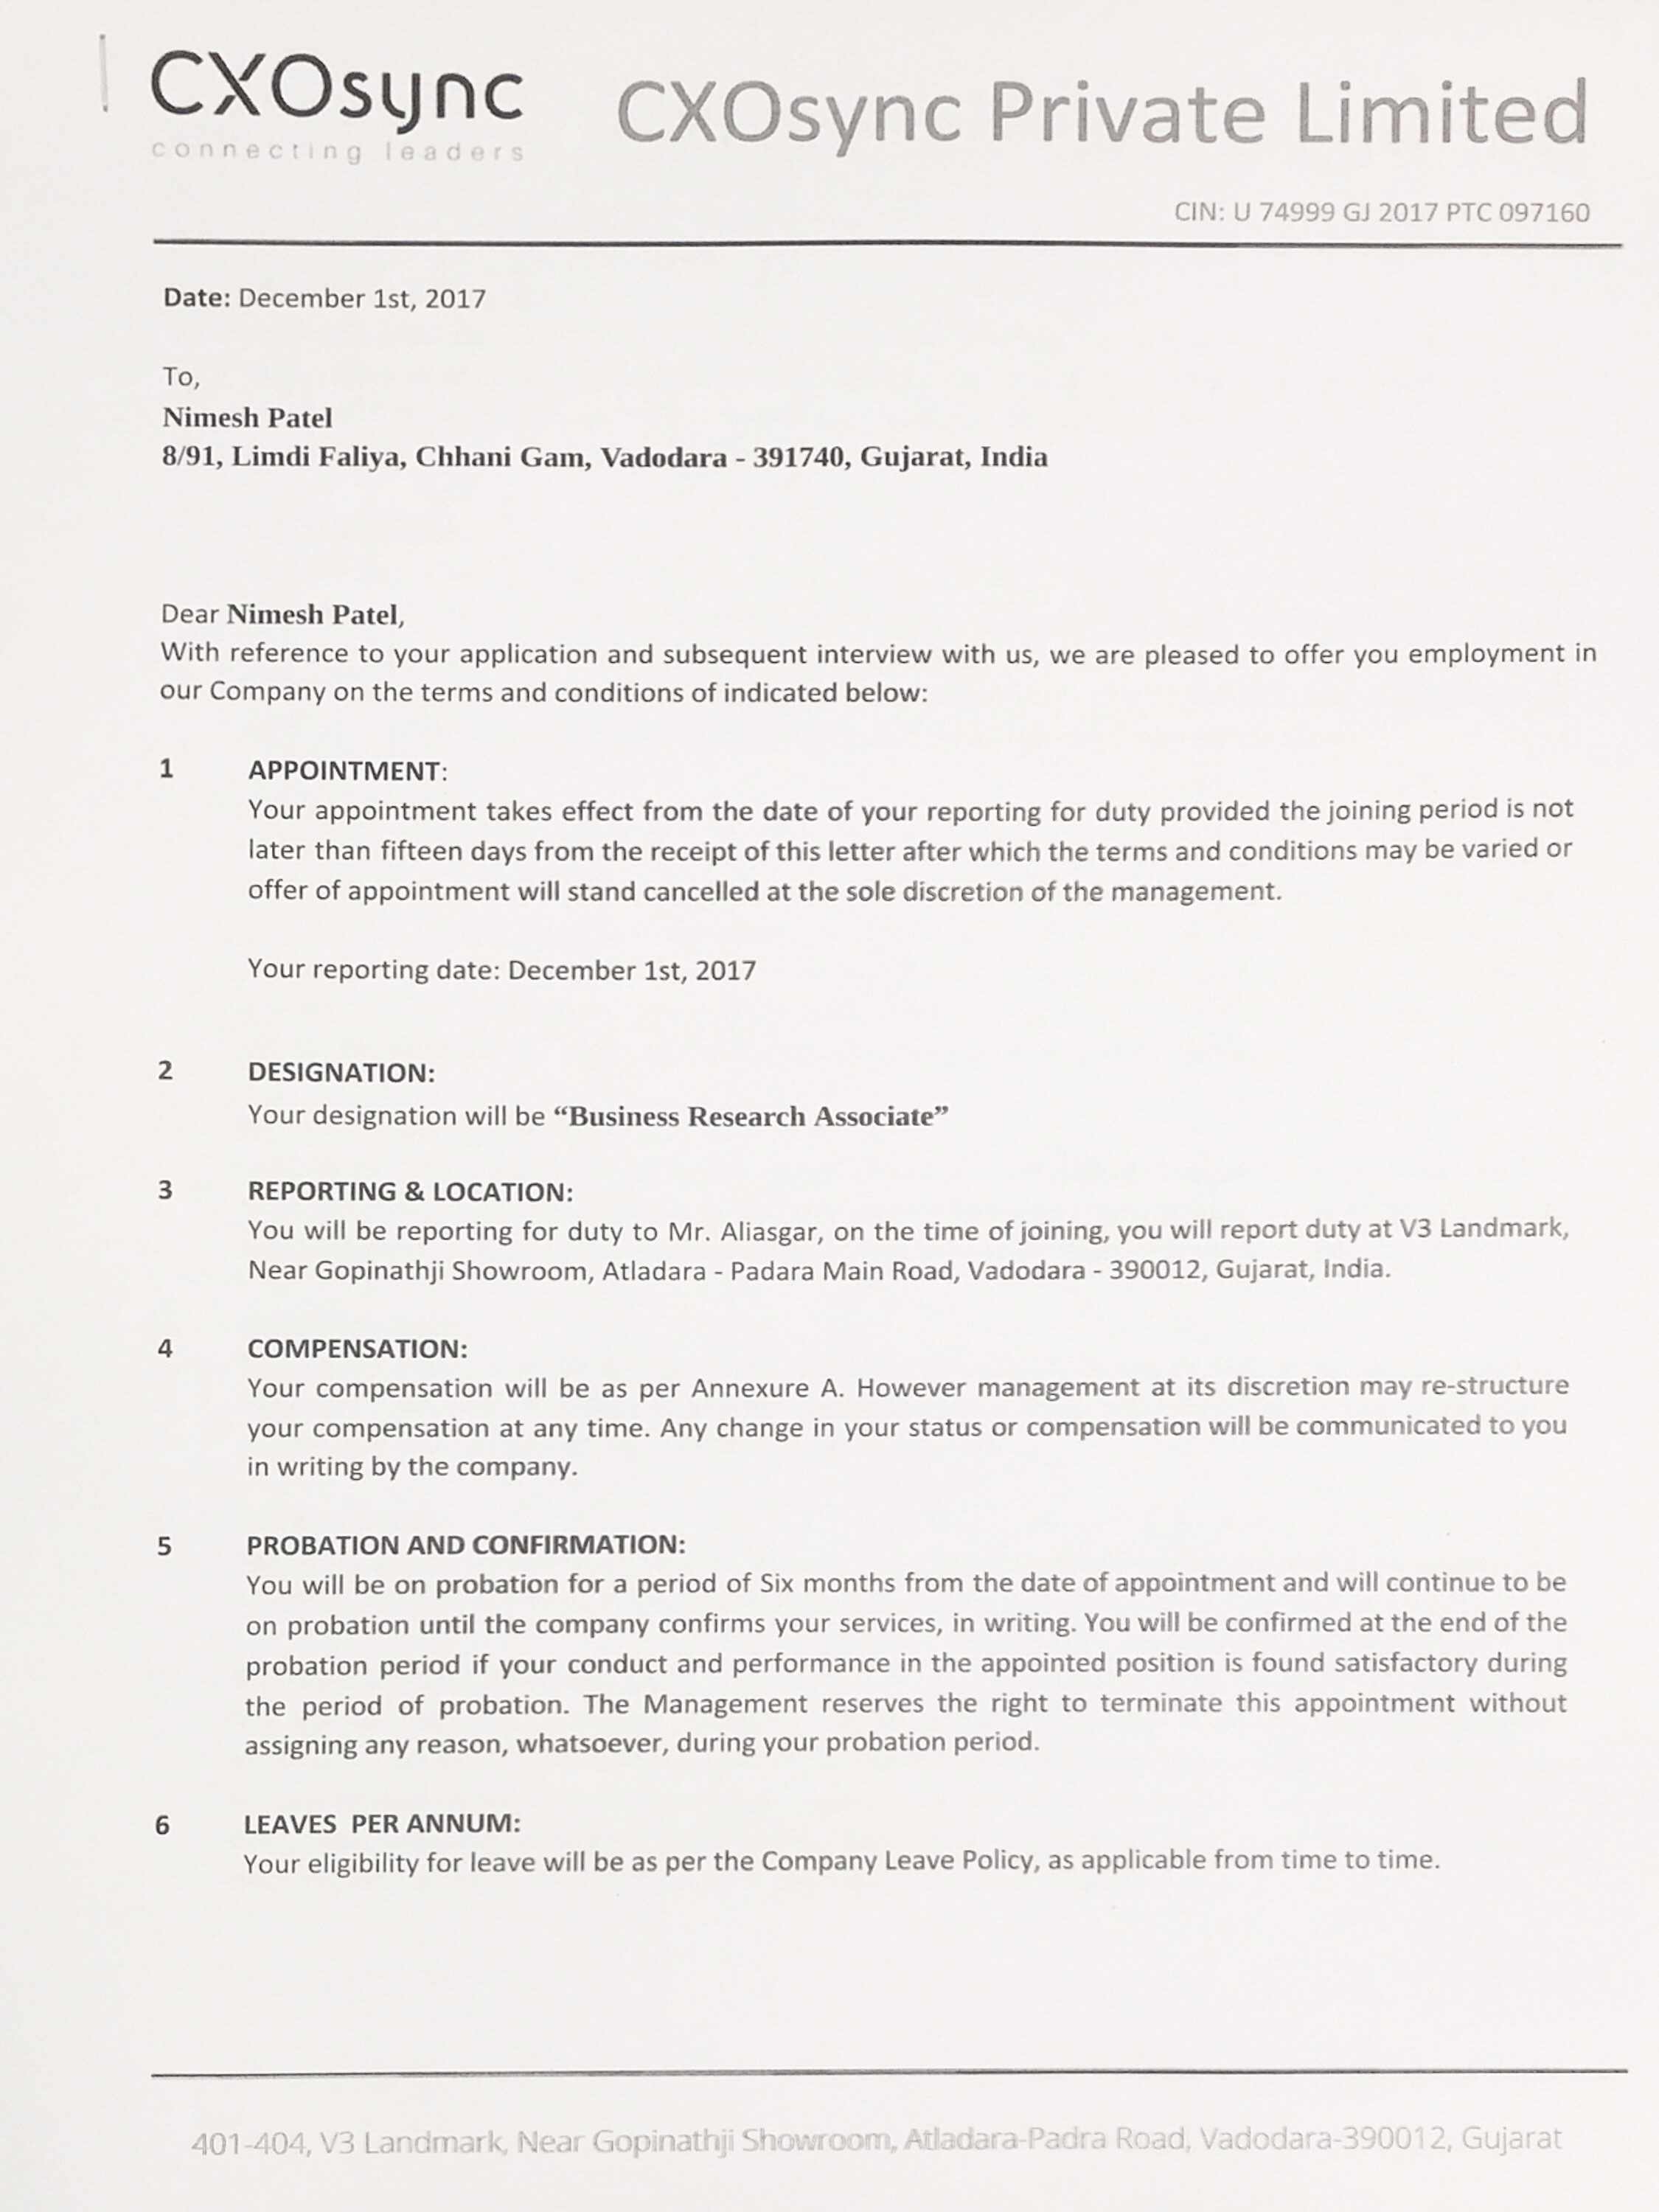 CXOsync
connecting leaders
CXOsync Private Limited
CIN: U 74999 GJ 2017 PTC 097160
Date: December 1st, 2017
To,
Nimesh Patel
8/91, Limdi Faliya, Chhani Gam, Vadodara - 391740, Gujarat, India
Dear Nimesh Patel,
With reference to your application and subsequent interview with us, we are pleased to offer you employment in
our Company on the terms and conditions of indicated below:
1 APPOINTMENT:
Your appointment takes effect from the date of your reporting for duty provided the joining period is not
later than fifteen days from the receipt of this letter after which the terms and conditions may be varied or
offer of appointment will stand cancelled at the sole discretion of the management.
Your reporting date: December 1st, 2017
2 DESIGNATION:
Your designation will be “Business Research Associate”
3 REPORTING & LOCATION:
You will be reporting for duty to Mr. Aliasgar, on the time of joining, you will report duty at V3 Landmark,
Near Gopinathji Showroom, Atladara - Padara Main Road, Vadodara - 390012, Gujarat, India.
4 COMPENSATION:
Your compensation will be as per Annexure A. However management at its discretion may re-structure
your compensation at any time. Any change in your status or compensation will be communicated to you
in writing by the company.
5 PROBATION AND CONFIRMATION:
You will be on probation for a period of Six months from the date of appointment and will continue to be
on probation until the company confirms your services, in writing. You will be confirmed at the end of the
probation period if your conduct and performance in the appointed position is found satisfactory during
the period of probation. The Management reserves the right to terminate this appointment without
assigning any reason, whatsoever, during your probation period.
6 LEAVES PER ANNUM:
Your eligibility for leave will be as per the Company Leave Policy, as applicable from time to time.
401-404, V3 Landmark, Near Gopinathji Showroom, Atladara-Padra Road, Vadodara-390012, Gujarat